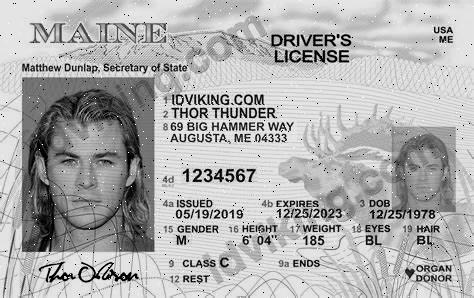 MAINE
DRIVER'S
LICENSE
USA
ME
Matthew Dunlap, Secretary of State
1 IDVIKING.COM
2 THOR THUNDER
8 69 BIG HAMMER WAY
AUGUSTA, ME 04333
4d 1234567
4a ISSUED 4b EXPIRES 3 DOB
05/19/2019 12/25/2023 12/25/1978
15 GENDER 16 HEIGHT 17 WEIGHT 18 EYES 19 HAIR
M 6' 04" 185 BL BL
9 CLASS C 9a ENDS
12 REST
ORGAN
DONOR
idviking.com
idviking.com